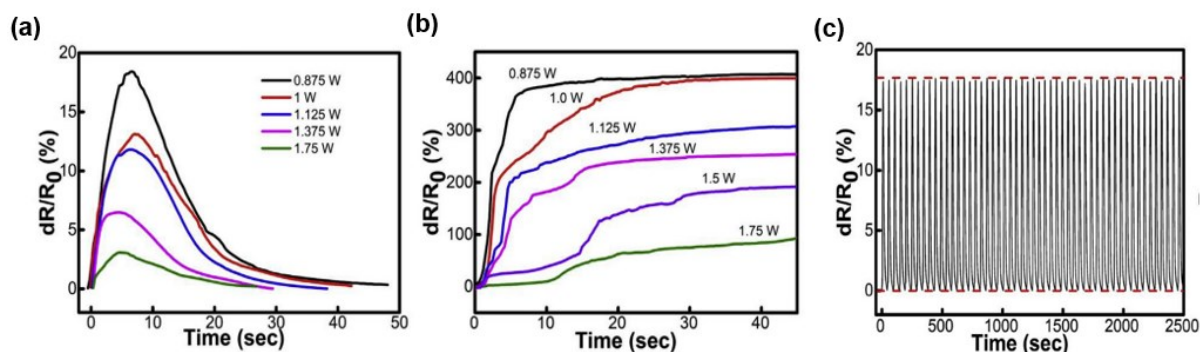 (a)
dR/R0 (%)
20
15
10
5
0
0.875 W
1 W
1.125 W
1.375 W
1.75 W
0 10 20 30 40 50
Time (sec)
(b)
dR/R0 (%)
400
300
200
100
0
0.875 W
1.0 W
1.125 W
1.375 W
1.5 W
1.75 W
0 10 20 30 40
Time (sec)
(c)
dR/R0 (%)
20
15
10
5
0
0 500 1000 1500 2000 2500
Time (sec)